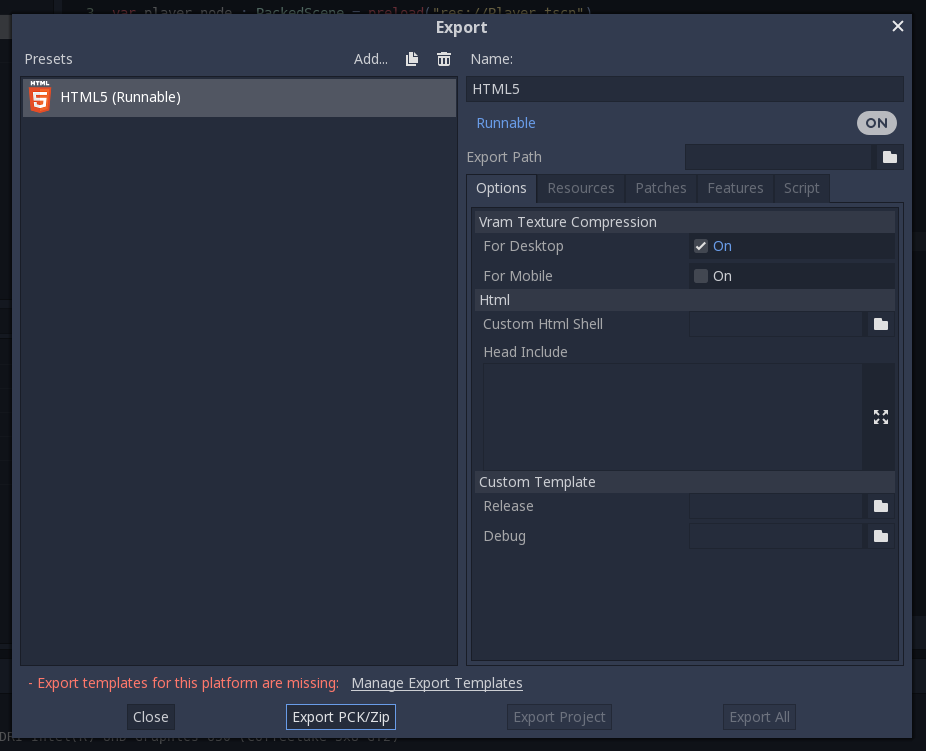 3 var player_node : PackedScene = preload("res://Player.tscn")
Export
Presets
Add...
Name:
HTML
5
HTML5 (Runnable)
HTML5
Runnable
ON
Export Path
Options
Resources
Patches
Features
Script
Vram Texture Compression
For Desktop
On
For Mobile
On
Html
Custom Html Shell
Head Include
Custom Template
Release
Debug
- Export templates for this platform are missing:
Manage Export Templates
Close
Export PCK/Zip
Export Project
Export All